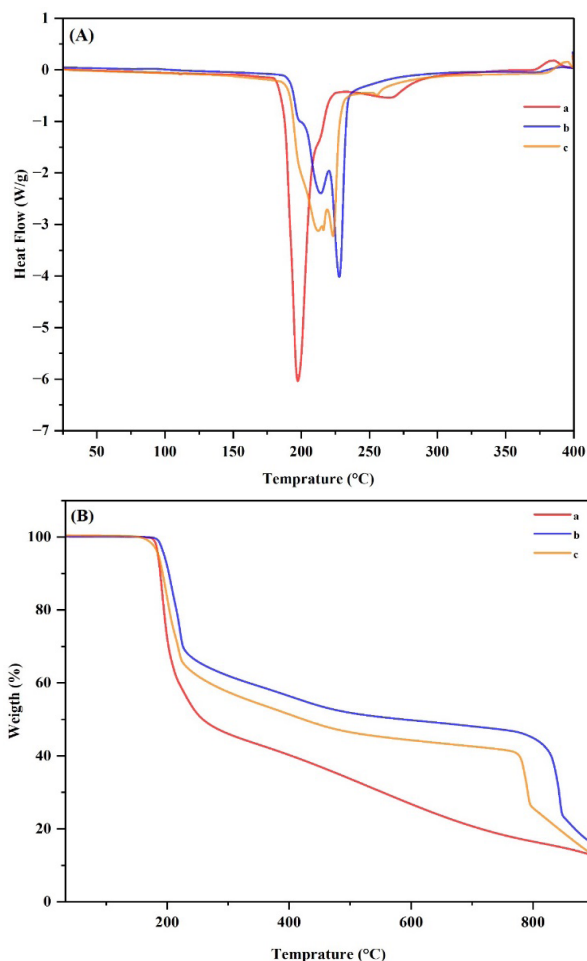 (A)
1
0
−1
−2
−3
−4
−5
−6
−7
Heat Flow (W/g)
a
b
c
50 100 150 200 250 300 350 400
Temprature (°C)
(B)
100
80
60
40
20
0
Weigth (%)
a
b
c
200 400 600 800
Temprature (°C)